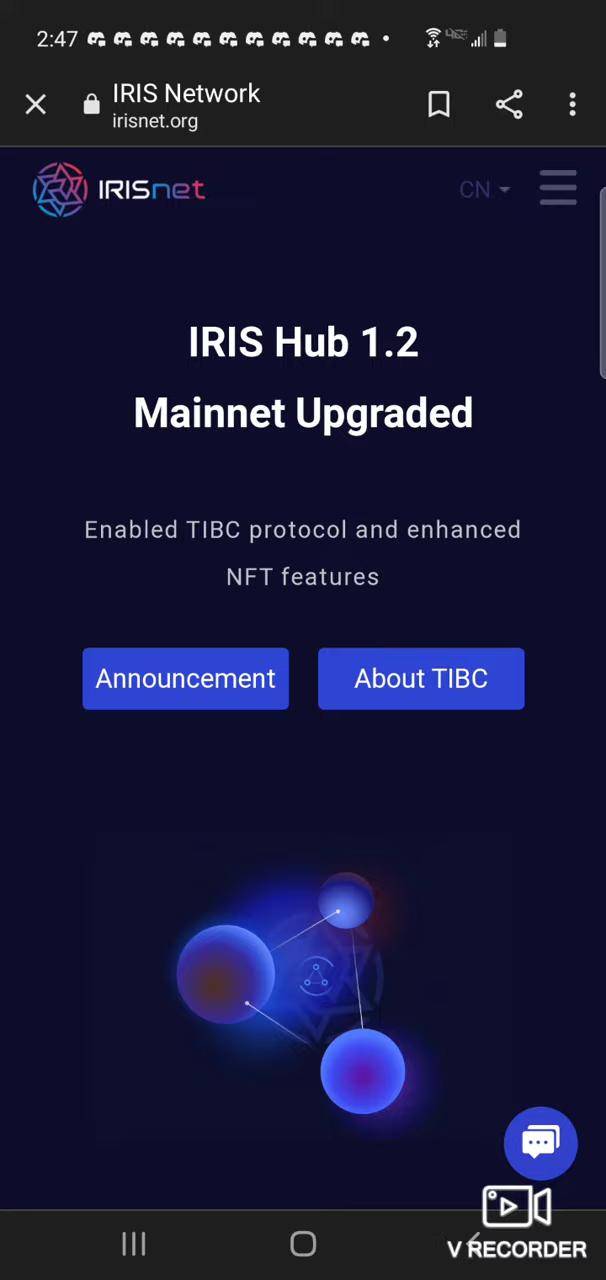 2:47
IRIS Network
irisnet.org
IRISnet
CN
IRIS Hub 1.2
Mainnet Upgraded
Enabled TIBC protocol and enhanced
NFT features
Announcement
About TIBC
V RECORDER